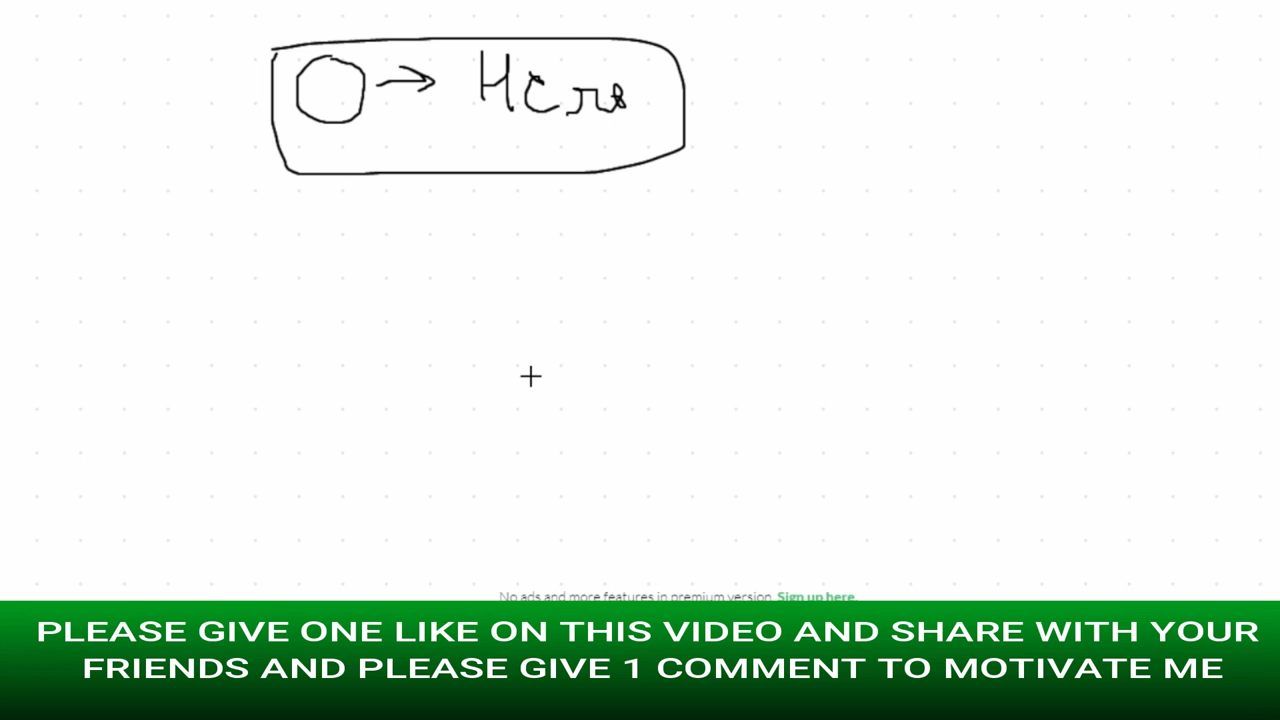 Hero
No ads and more features in premium version. Sign up here.
PLEASE GIVE ONE LIKE ON THIS VIDEO AND SHARE WITH YOUR
FRIENDS AND PLEASE GIVE 1 COMMENT TO MOTIVATE ME